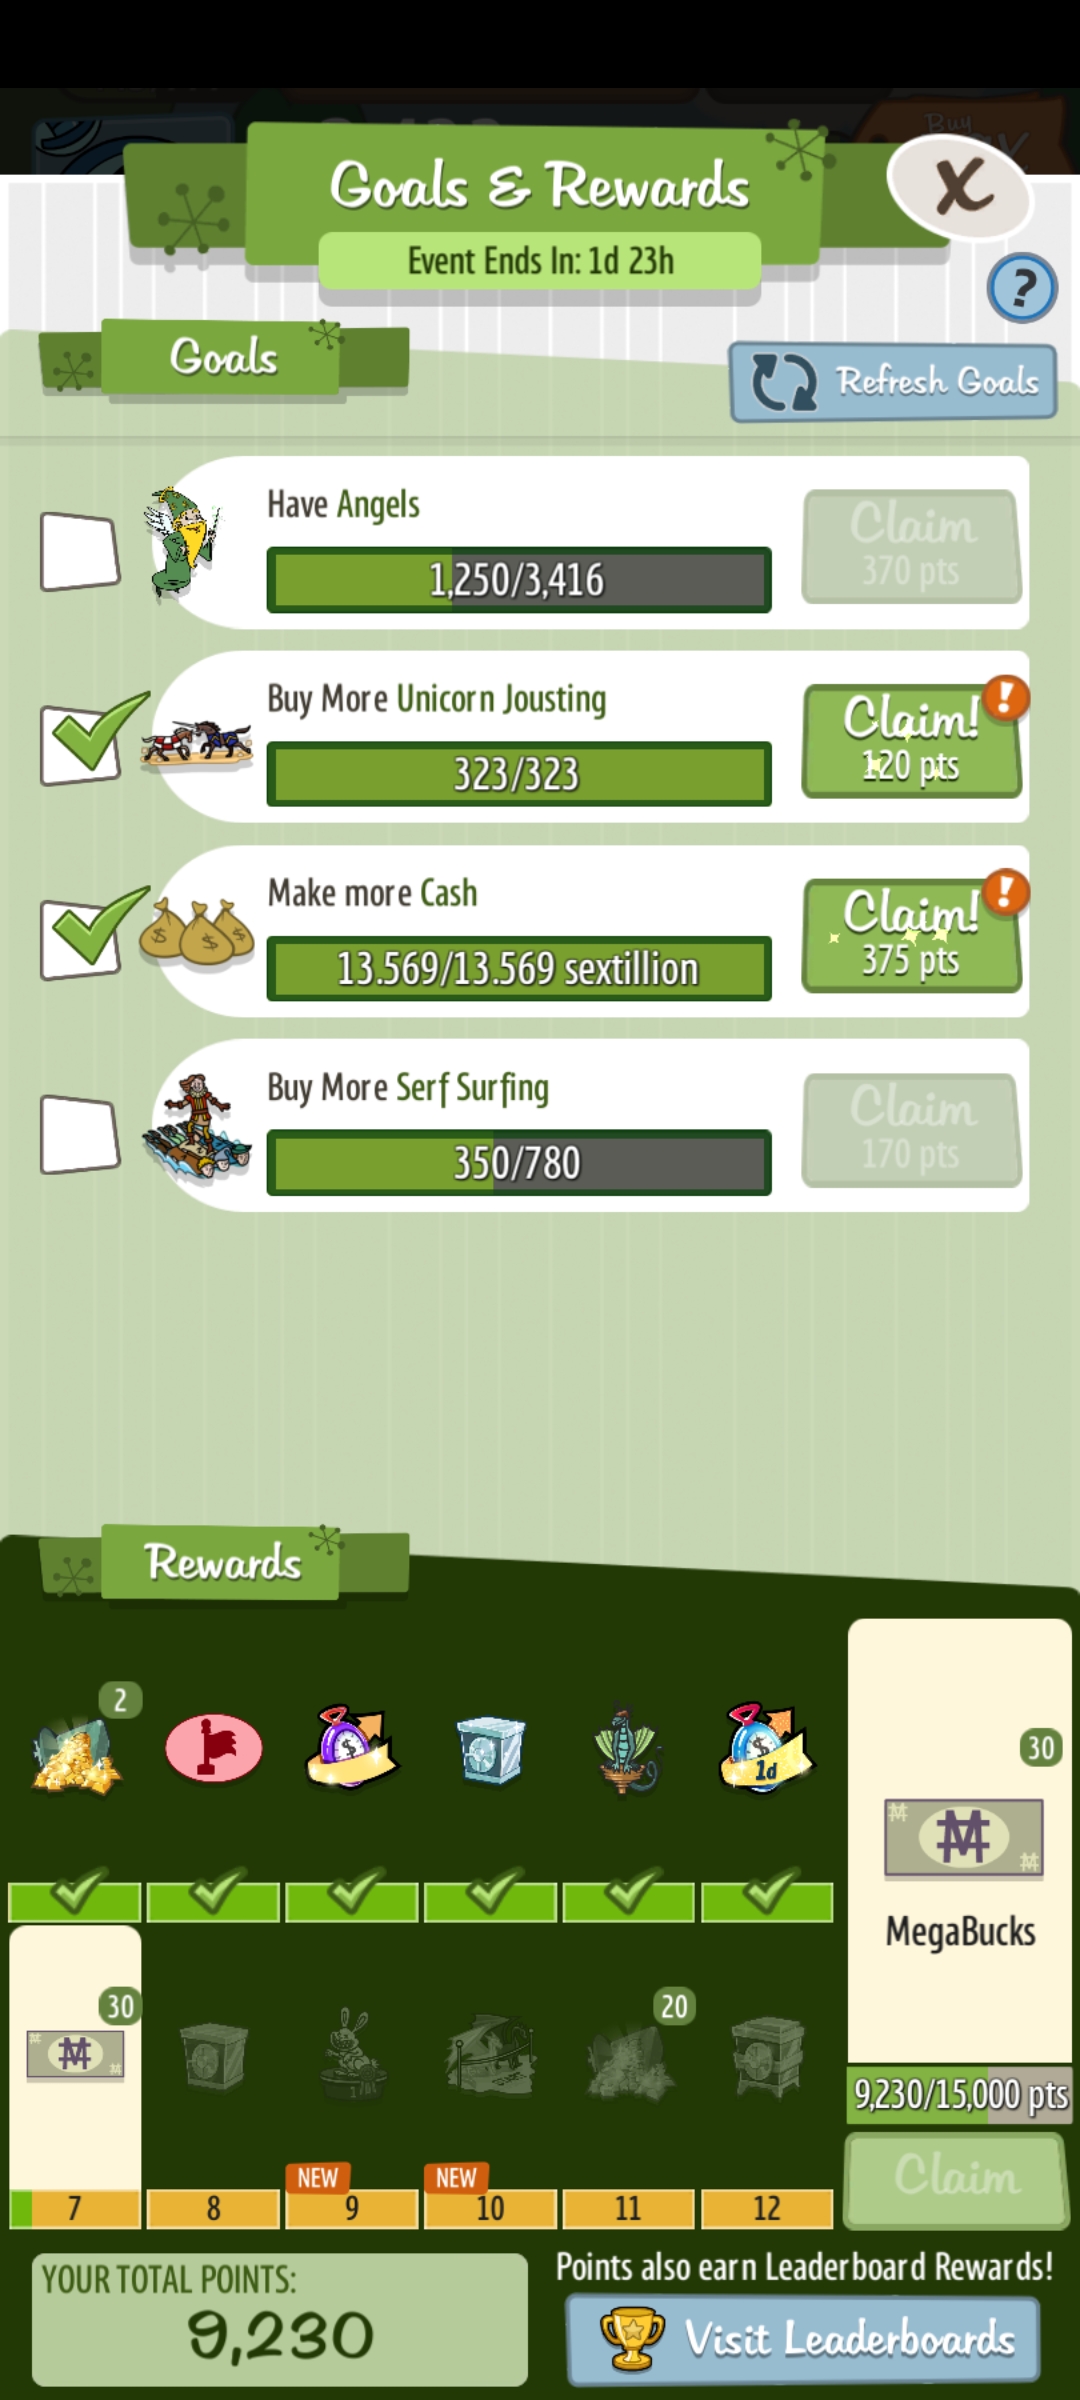 Buy
Goals & Rewards
X
Event Ends In: 1d 23h
?
Goals
Refresh Goals
Have Angels
1,250/3,416
Claim
370 pts
Buy More Unicorn Jousting
323/323
Claim!
120 pts
!
Make more Cash
13.569/13.569 sextillion
Claim!
375 pts
!
Buy More Serf Surfing
350/780
Claim
170 pts
Rewards
2
1d
30
MegaBucks
30
20
9,230/15,000 pts
NEW
NEW
7
8
9
10
11
12
Claim
YOUR TOTAL POINTS:
9,230
Points also earn Leaderboard Rewards!
Visit Leaderboards